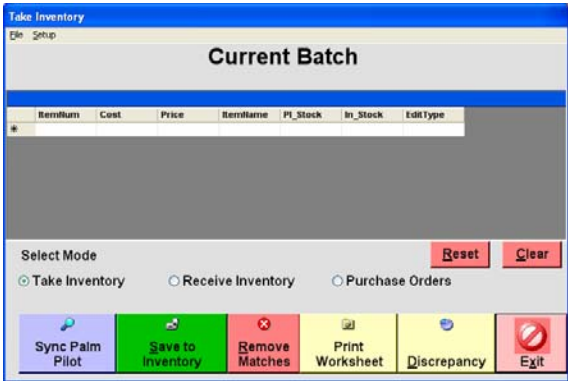 Take Inventory
File Setup
Current Batch
ItemNum Cost Price ItemName PI_Stock In_Stock EditType
*
Select Mode
Reset Clear
Take Inventory Receive Inventory Purchase Orders
Sync Palm Pilot
Save to Inventory
Remove Matches
Print Worksheet
Discrepancy
Exit